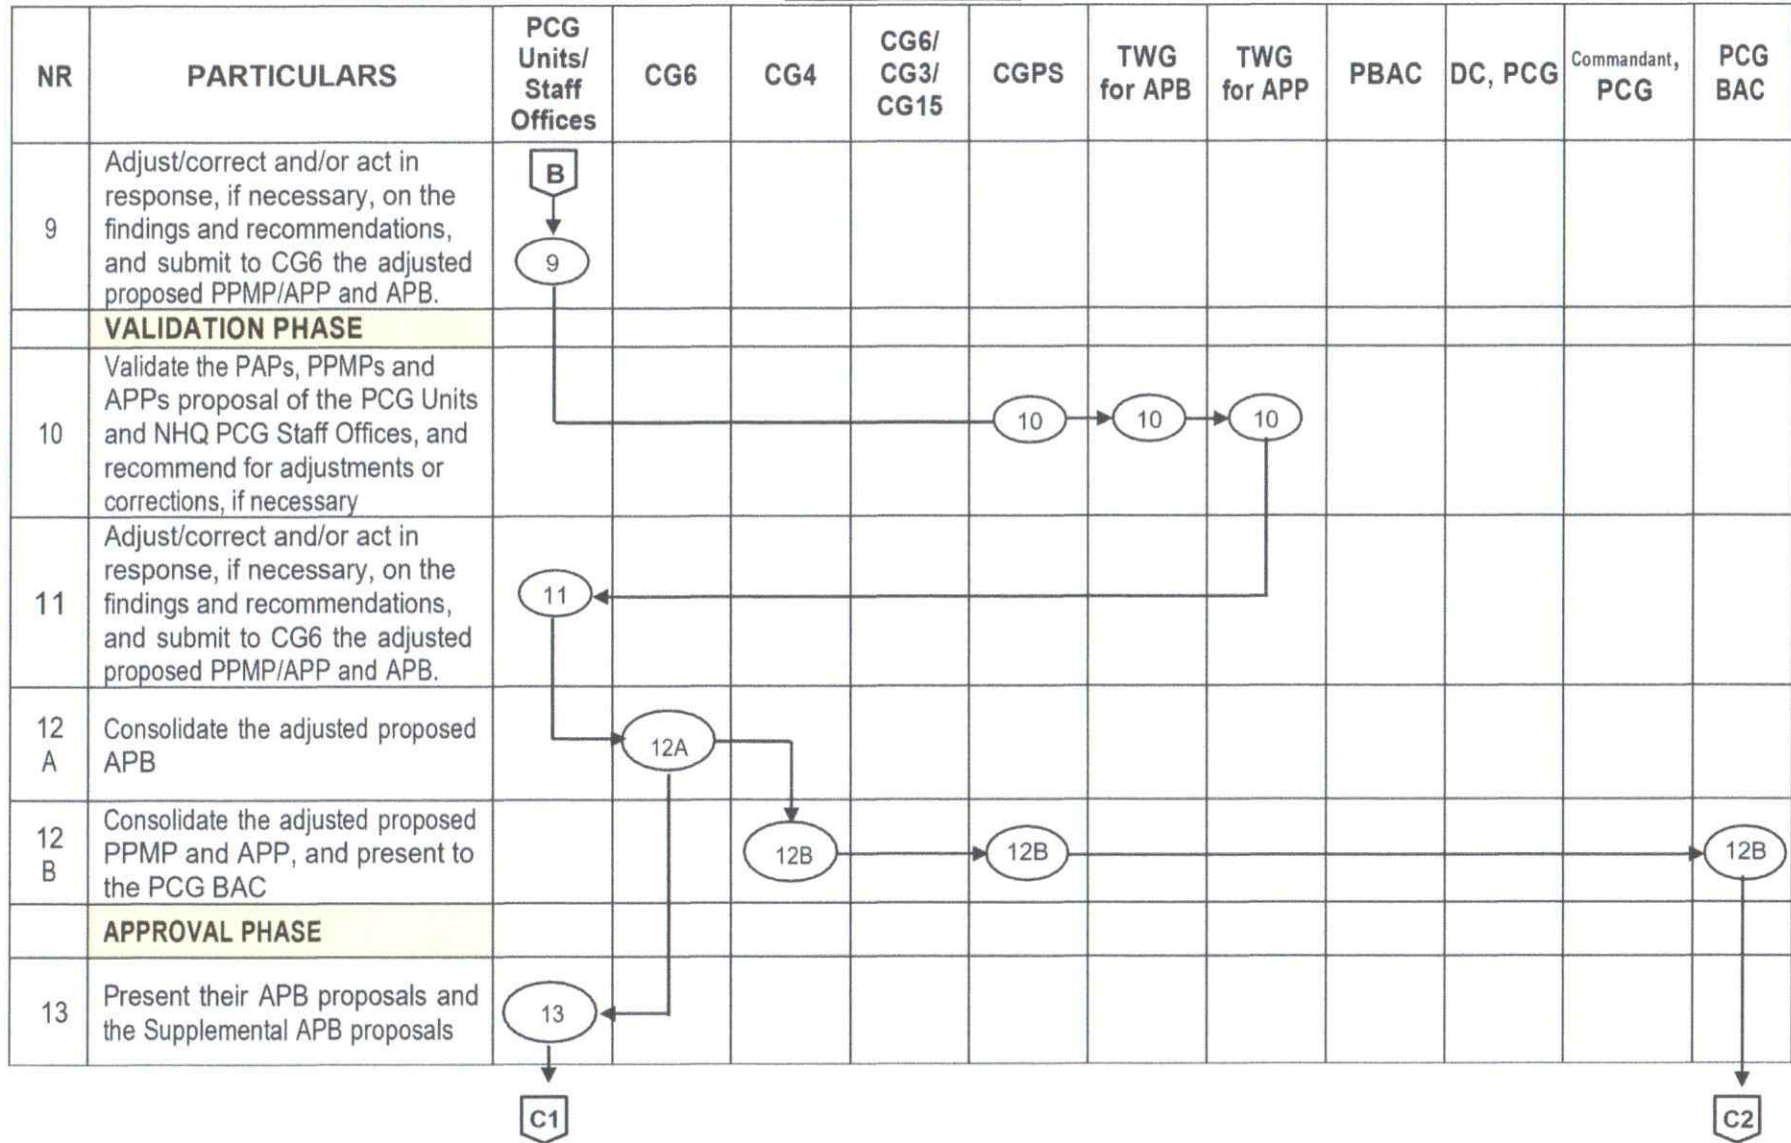 NR
PARTICULARS
PCG
Units/
Staff
Offices
CG6
CG4
CG6/
CG3/
CG15
CGPS
TWG
for APB
TWG
for APP
PBAC
DC, PCG
Commandant,
PCG
PCG
BAC
9
Adjust/correct and/or act in
response, if necessary, on the
findings and recommendations,
and submit to CG6 the adjusted
proposed PPMP/APP and APB.
B
9
VALIDATION PHASE
10
Validate the PAPs, PPMPs and
APPs proposal of the PCG Units
and NHQ PCG Staff Offices, and
recommend for adjustments or
corrections, if necessary
10
10
10
11
Adjust/correct and/or act in
response, if necessary, on the
findings and recommendations,
and submit to CG6 the adjusted
proposed PPMP/APP and APB.
11
12
A
Consolidate the adjusted proposed
APB
12A
12
B
Consolidate the adjusted proposed
PPMP and APP, and present to
the PCG BAC
12B
12B
12B
APPROVAL PHASE
13
Present their APB proposals and
the Supplemental APB proposals
13
C1
C2